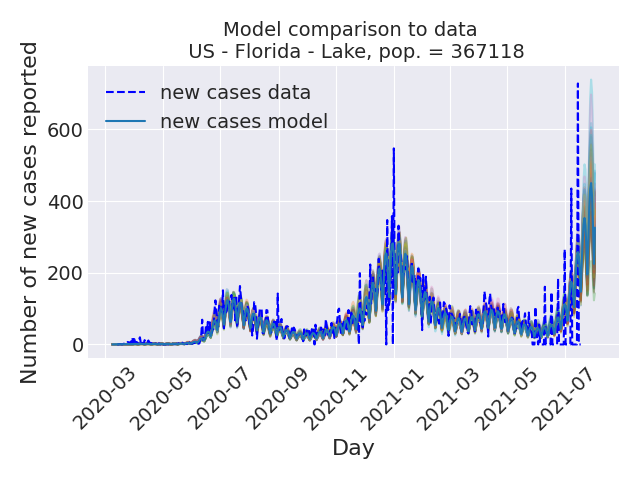 Model comparison to data
US - Florida - Lake, pop. = 367118
new cases data
new cases model
Number of new cases reported
600
400
200
0
2020-03
2020-05
2020-07
2020-09
2020-11
2021-01
2021-03
2021-05
2021-07
Day